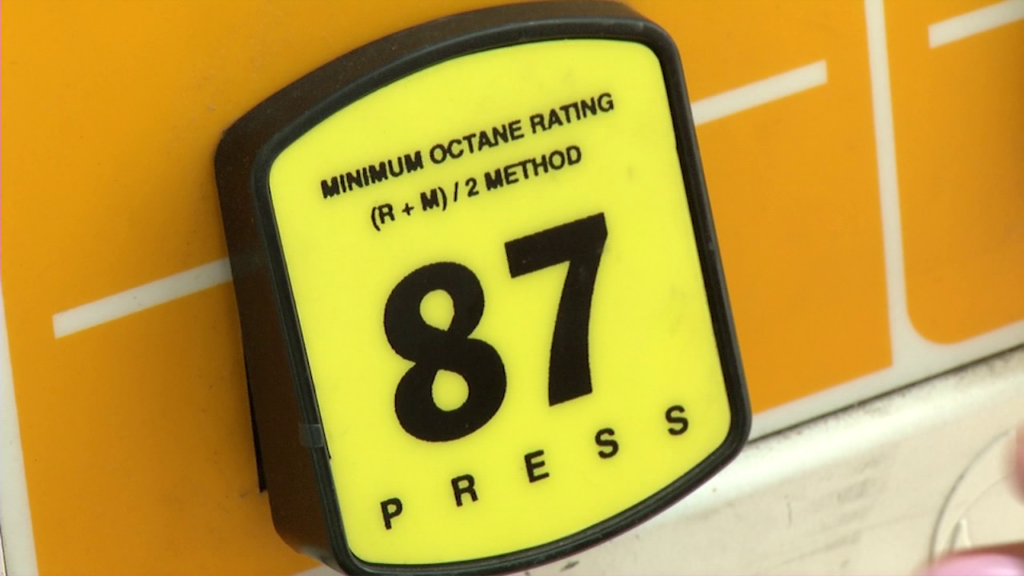 MINIMUM OCTANE RATING
(R + M) / 2 METHOD
87
PRESS